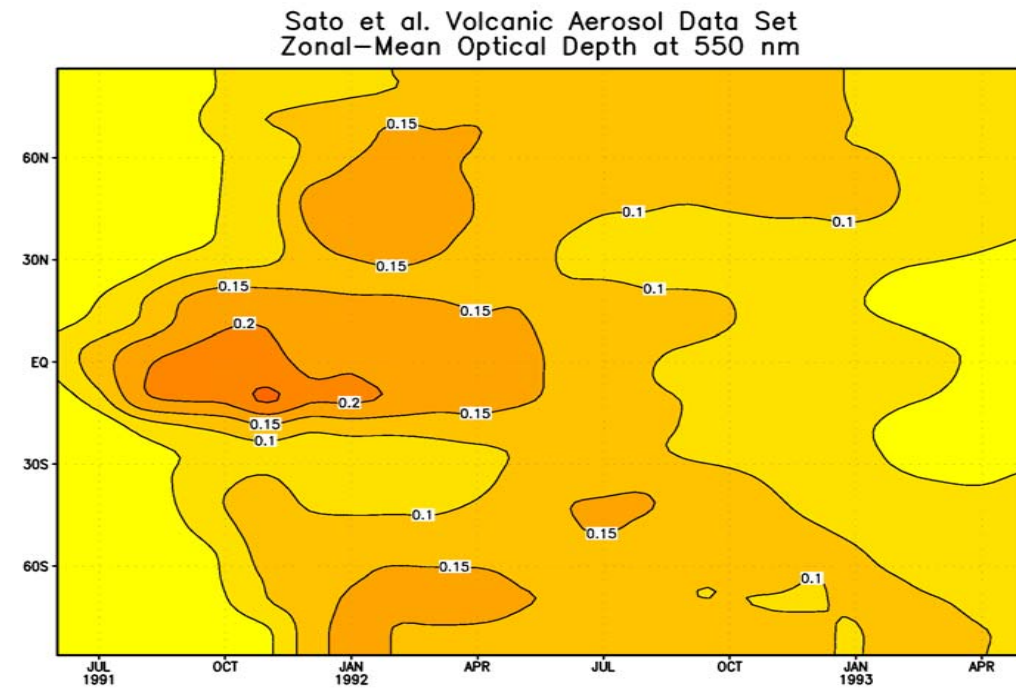 Sato et al. Volcanic Aerosol Data Set
Zonal-Mean Optical Depth at 550 nm
0.15
60N
0.1
0.1
30N
0.15
0.15
0.1
0.15
0.2
EQ
0.2
0.15
0.15
0.1
30S
0.1
0.15
60S
0.15
0.1
JUL OCT JAN APR JUL OCT JAN APR
1991 1992 1993